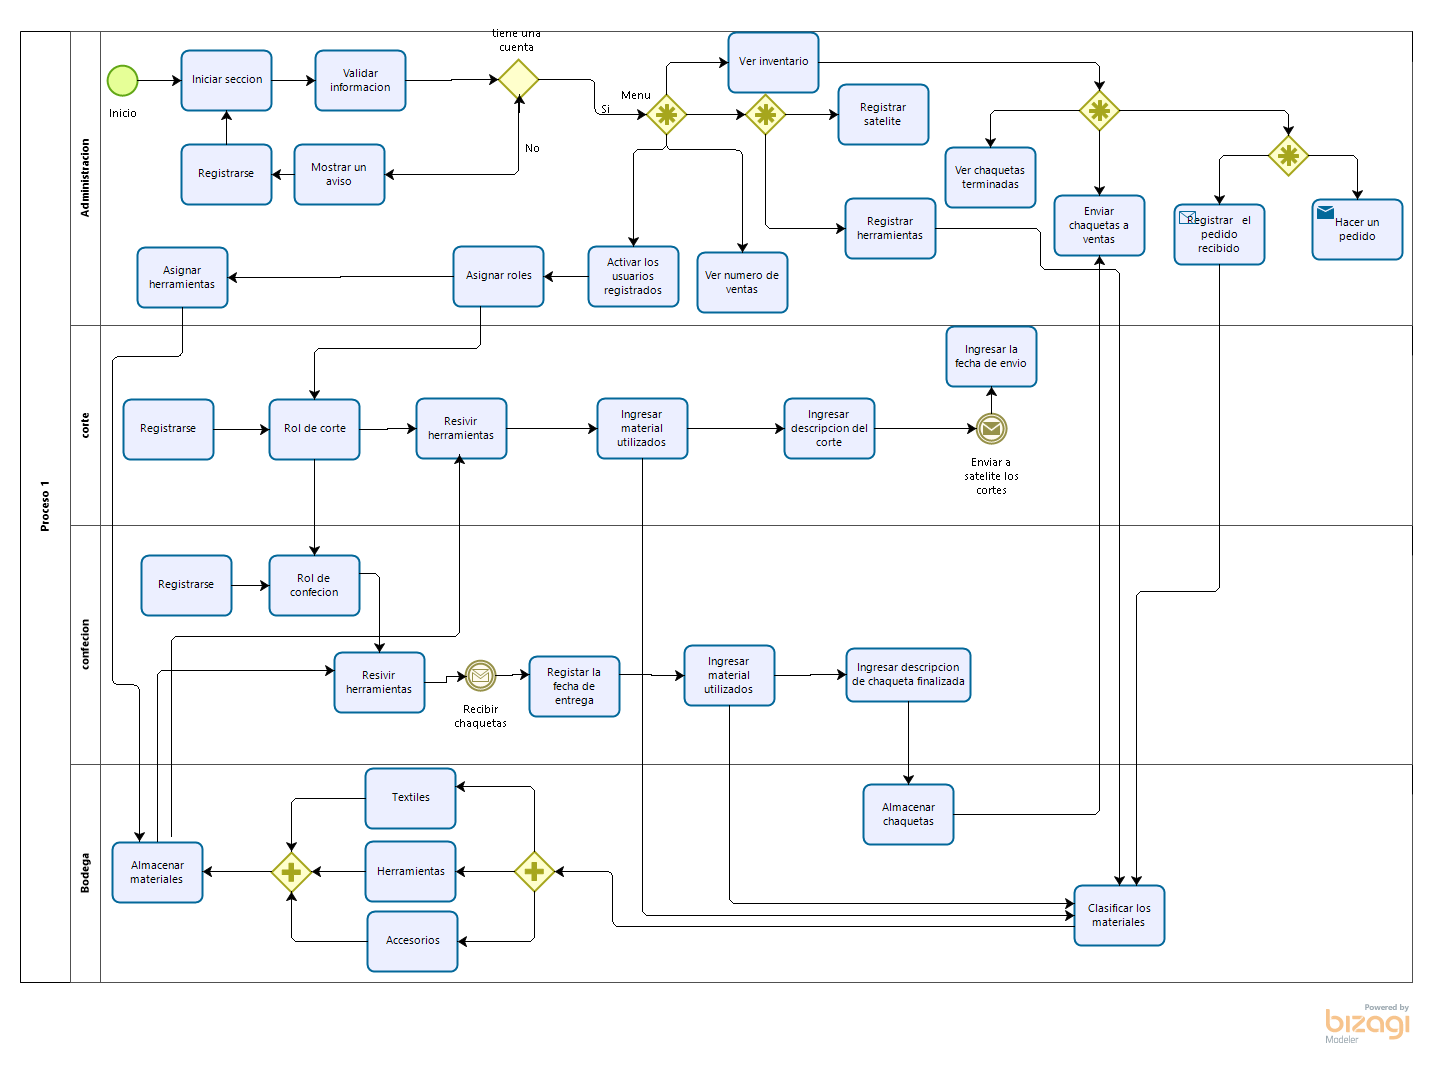 Proceso 1
Administracion
tiene una
cuenta
Inicio
Iniciar seccion
Validar
informacion
Si
No
Menu
Ver inventario
Registrar
satelite
Registrarse
Mostrar un
aviso
Ver chaquetas
terminadas
Enviar
chaquetas a
ventas
Registrar el
pedido
recibido
Hacer un
pedido
Registrar
herramientas
Asignar
herramientas
Asignar roles
Activar los
usuarios
registrados
Ver numero de
ventas
corte
Registrarse
Rol de corte
Resivir
herramientas
Ingresar
material
utilizados
Ingresar
descripcion del
corte
Ingresar la
fecha de envio
Enviar a
satelite los
cortes
confecion
Registrarse
Rol de
confecion
Resivir
herramientas
Recibir
chaquetas
Registar la
fecha de
entrega
Ingresar
material
utilizados
Ingresar descripcion
de chaqueta finalizada
Bodega
Almacenar
materiales
Textiles
Herramientas
Accesorios
Almacenar
chaquetas
Clasificar los
materiales
Powered by
bizagi
Modeler